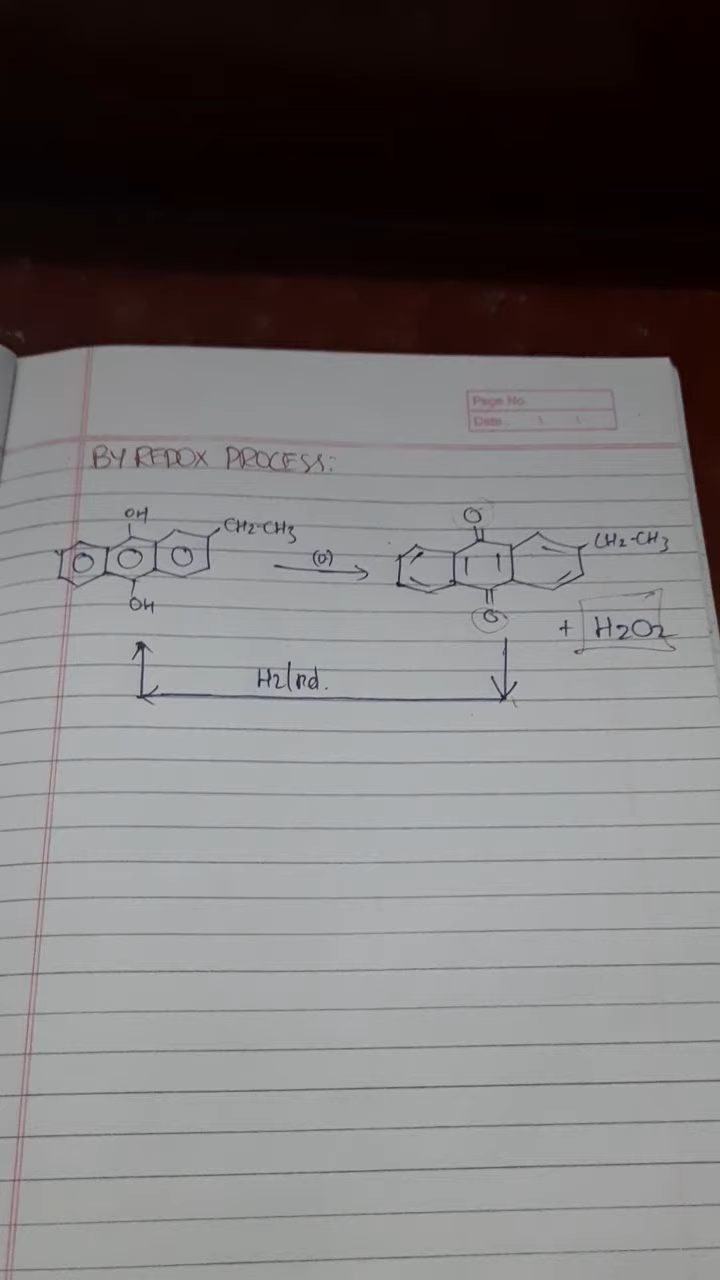 Page No.
Date
BY REDOX PROCESS:
OH
CH2-CH3
OH
(O)
O
CH2-CH3
O
+ H2O2
H2/Pd.